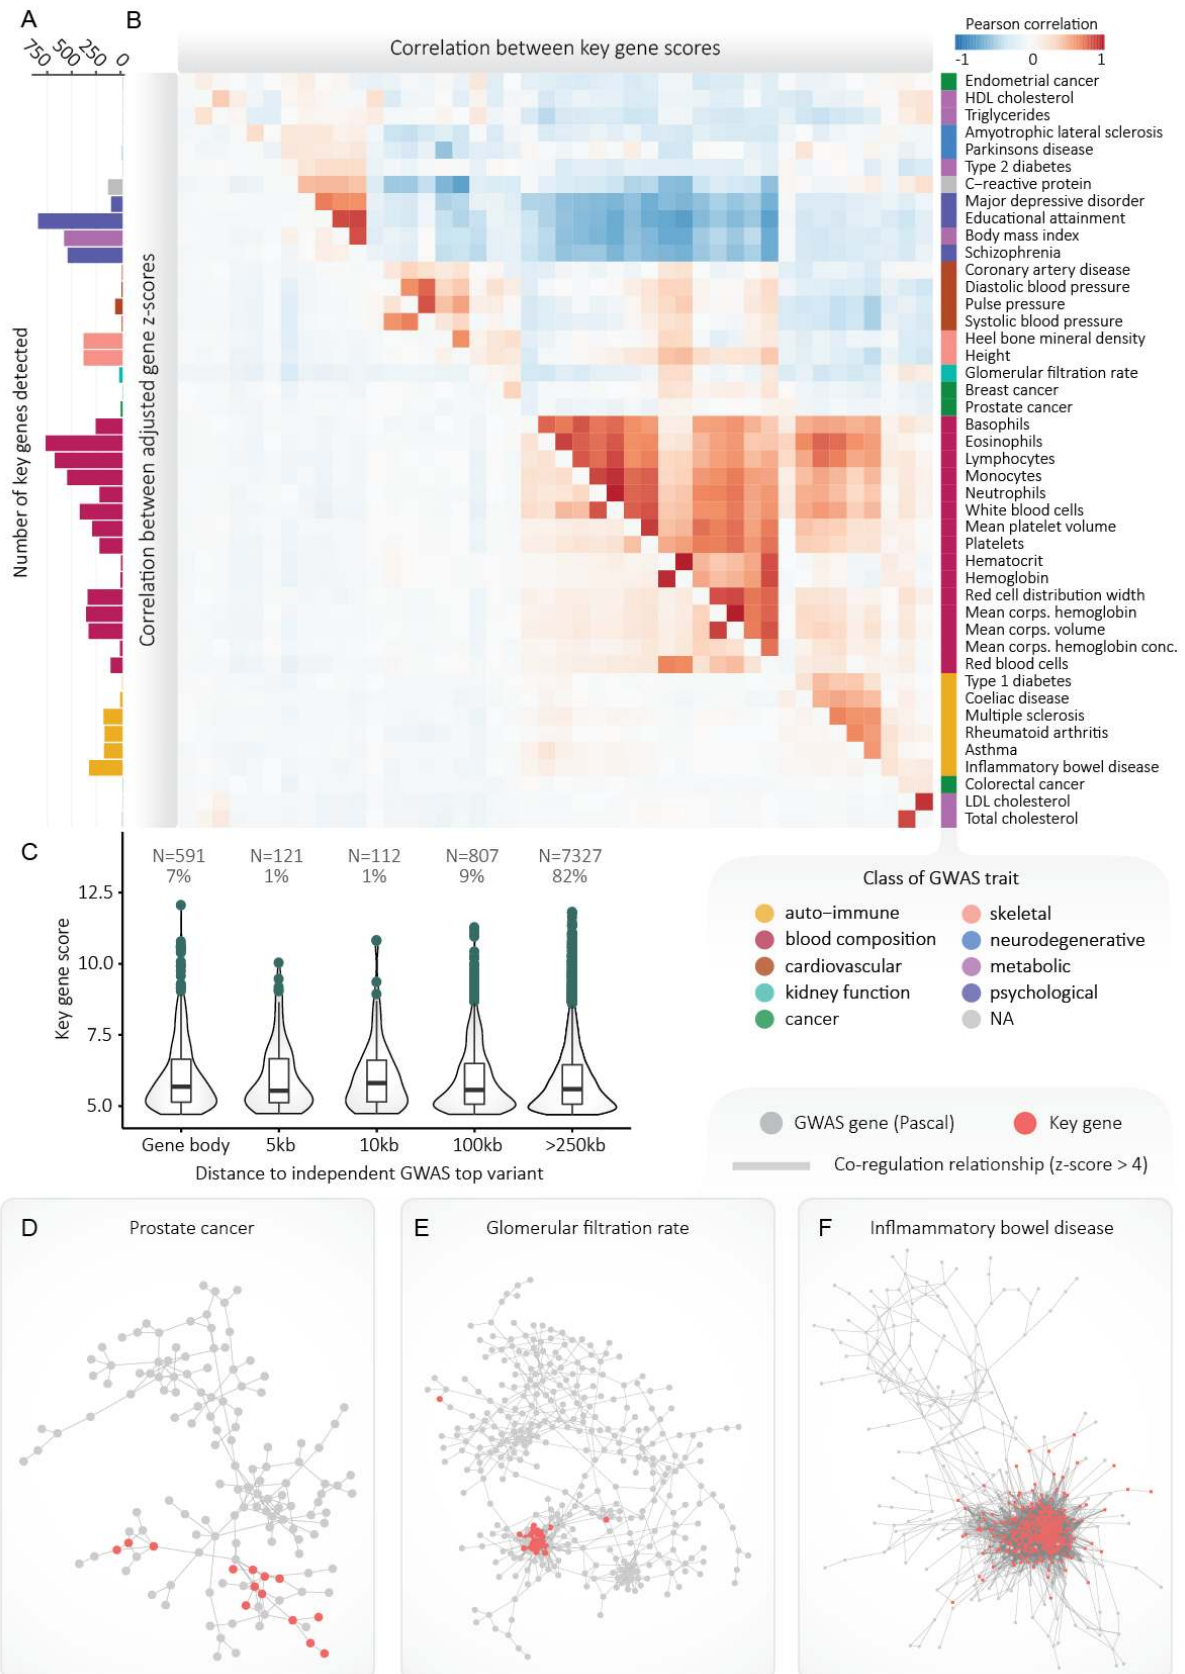 A
B
750 500 250 0
Correlation between key gene scores
Pearson correlation
-1 0 1
Number of key genes detected
Correlation between adjusted gene z-scores
Endometrial cancer
HDL cholesterol
Triglycerides
Amyotrophic lateral sclerosis
Parkinsons disease
Type 2 diabetes
C-reactive protein
Major depressive disorder
Educational attainment
Body mass index
Schizophrenia
Coronary artery disease
Diastolic blood pressure
Pulse pressure
Systolic blood pressure
Heel bone mineral density
Height
Glomerular filtration rate
Breast cancer
Prostate cancer
Basophils
Eosinophils
Lymphocytes
Monocytes
Neutrophils
White blood cells
Mean platelet volume
Platelets
Hematocrit
Hemoglobin
Red cell distribution width
Mean corps. hemoglobin
Mean corps. volume
Mean corps. hemoglobin conc.
Red blood cells
Type 1 diabetes
Coeliac disease
Multiple sclerosis
Rheumatoid arthritis
Asthma
Inflammatory bowel disease
Colorectal cancer
LDL cholesterol
Total cholesterol
C
N=591 N=121 N=112 N=807 N=7327
7% 1% 1% 9% 82%
Key gene score
12.5
10.0
7.5
5.0
Gene body 5kb 10kb 100kb >250kb
Distance to independent GWAS top variant
Class of GWAS trait
auto-immune
blood composition
cardiovascular
kidney function
cancer
skeletal
neurodegenerative
metabolic
psychological
NA
GWAS gene (Pascal)
Key gene
Co-regulation relationship (z-score > 4)
D
Prostate cancer
E
Glomerular filtration rate
F
Inflmammatory bowel disease